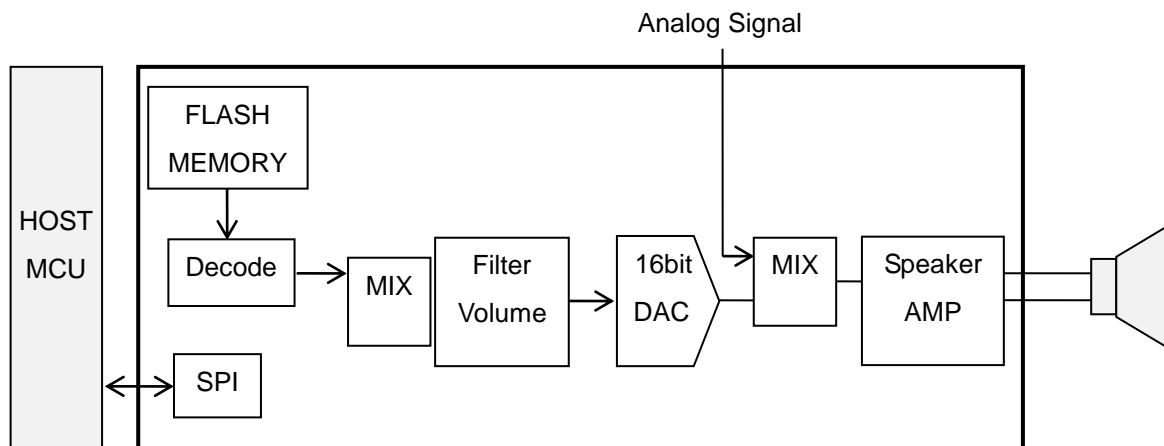 Analog Signal
FLASH
MEMORY
HOST
MCU
Decode
MIX
Filter
Volume
16bit
DAC
MIX
Speaker
AMP
SPI